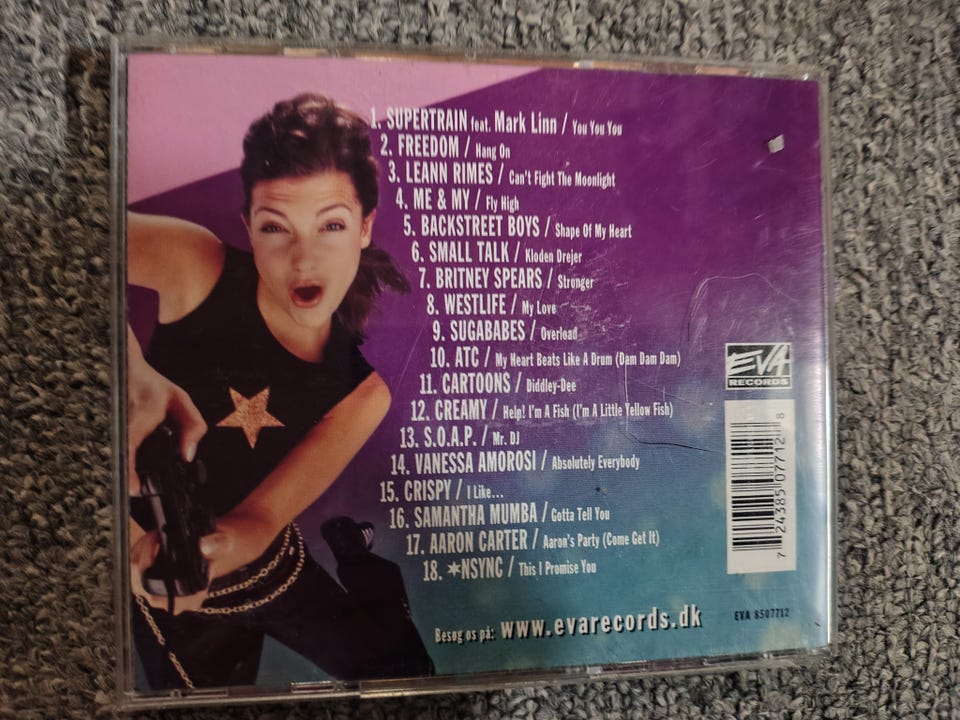 1. SUPERTRAIN feat. Mark Linn / You You You
2. FREEDOM / Hang On
3. LEANN RIMES / Can't Fight The Moonlight
4. ME & MY / Fly High
5. BACKSTREET BOYS / Shape Of My Heart
6. SMALL TALK / Kloden Drejer
7. BRITNEY SPEARS / Stronger
8. WESTLIFE / My Love
9. SUGABABES / Overload
10. ATC / My Heart Beats Like A Drum (Dam Dam Dam)
11. CARTOONS / Diddley-Dee
12. CREAMY / Help! I'm A Fish (I'm A Little Yellow Fish)
13. S.O.A.P. / Mr. DJ
14. VANESSA AMOROSI / Absolutely Everybody
15. CRISPY / I Like...
16. SAMANTHA MUMBA / Gotta Tell You
17. AARON CARTER / Aaron's Party (Come Get It)
18. *NSYNC / This I Promise You
EVA
RECORDS
7 24385 07712 8
EVA 8507712
Besøg os på: www.evarecords.dk